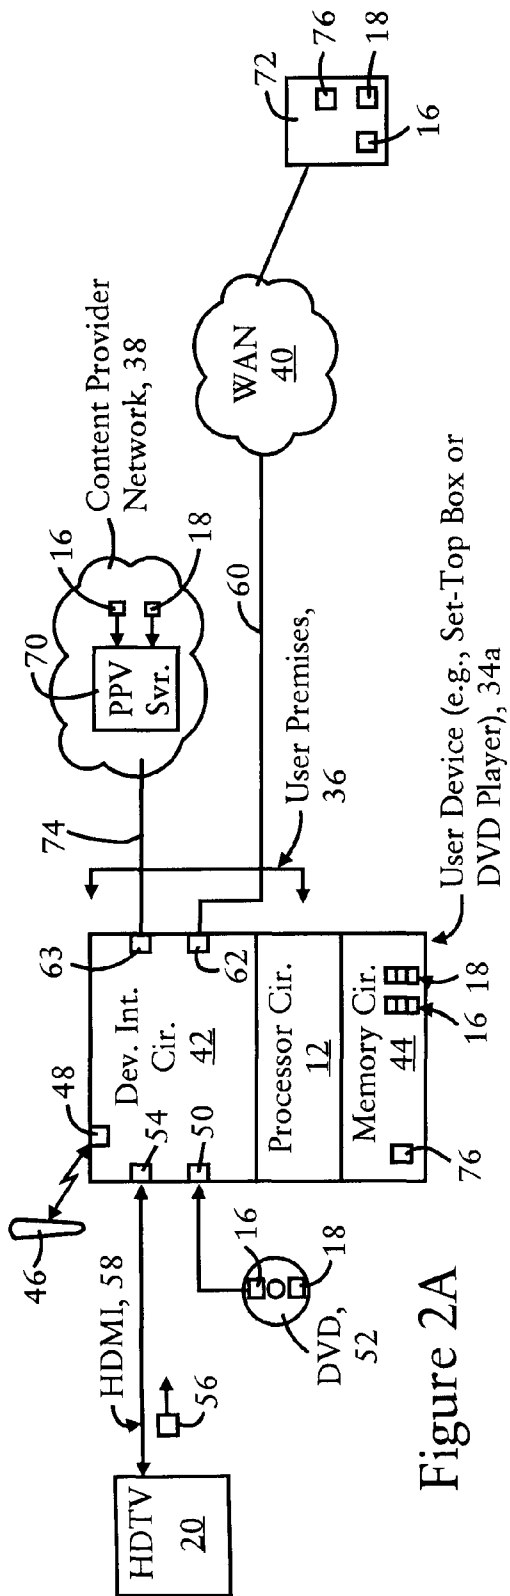 HDTV
20
HDMI, 58
56
46
48
54
50
Dev. Int.
Cir.
42
63
62
Processor Cir.
12
Memory Cir.
44
76
16
18
DVD,
52
16
18
User Device (e.g., Set-Top Box or
DVD Player), 34a
User Premises,
36
74
60
70
PPV
Svr.
16
18
Content Provider
Network, 38
WAN
40
72
76
18
16
Figure 2A